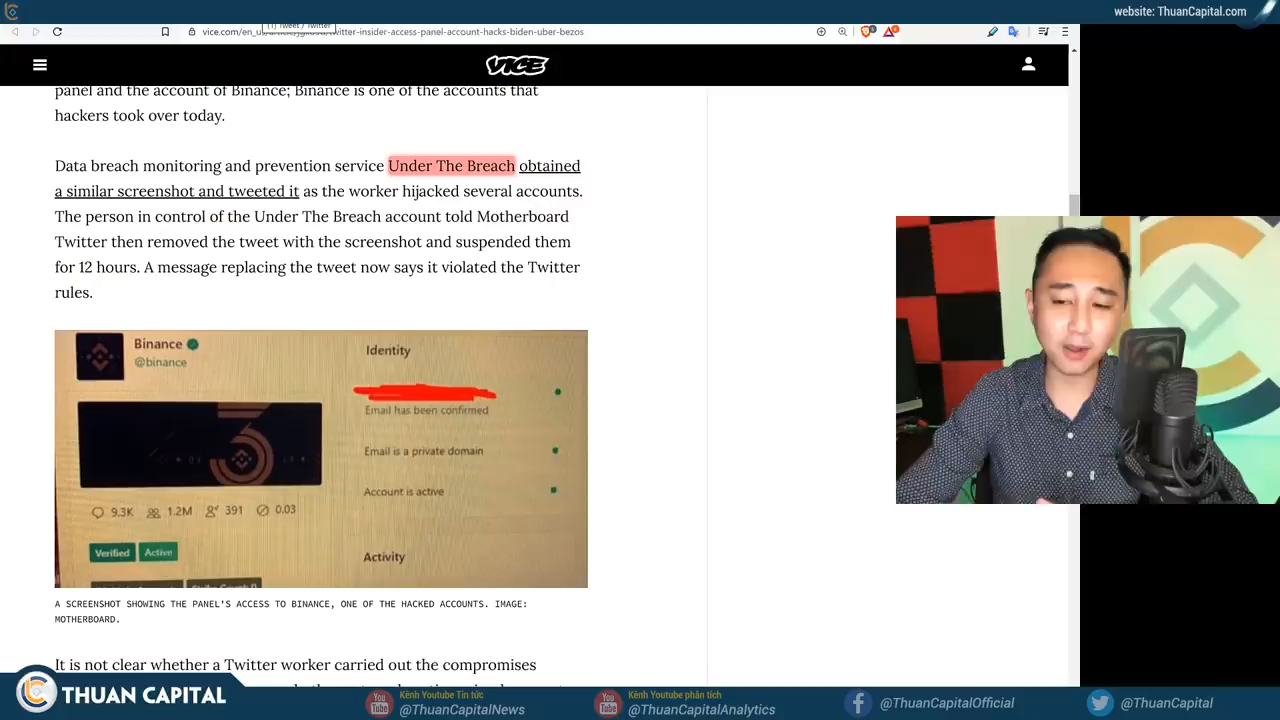 website: ThuanCapital.com
(1) Tweet / Twitter
twitter-insider-access-panel-account-hacks-biden-uber-bezos
VICE
panel and the account of Binance; Binance is one of the accounts that
hackers took over today.
Data breach monitoring and prevention service Under The Breach obtained
a similar screenshot and tweeted it as the worker hijacked several accounts.
The person in control of the Under The Breach account told Motherboard
Twitter then removed the tweet with the screenshot and suspended them
for 12 hours. A message replacing the tweet now says it violated the Twitter
rules.
Binance
@binance
Identity
Email has been confirmed
Email is a private domain
Account is active
9.3K 1.2M 391 0.03
Verified Active
Activity
A SCREENSHOT SHOWING THE PANEL'S ACCESS TO BINANCE, ONE OF THE HACKED ACCOUNTS. IMAGE:
MOTHERBOARD.
It is not clear whether a Twitter worker carried out the compromises
THUAN CAPITAL
You Tube
Kênh Youtube Tin tức
@ThuanCapitalNews
You Tube
Kênh Youtube phân tích
@ThuanCapitalAnalytics
@ThuanCapitalOfficial
@ThuanCapital